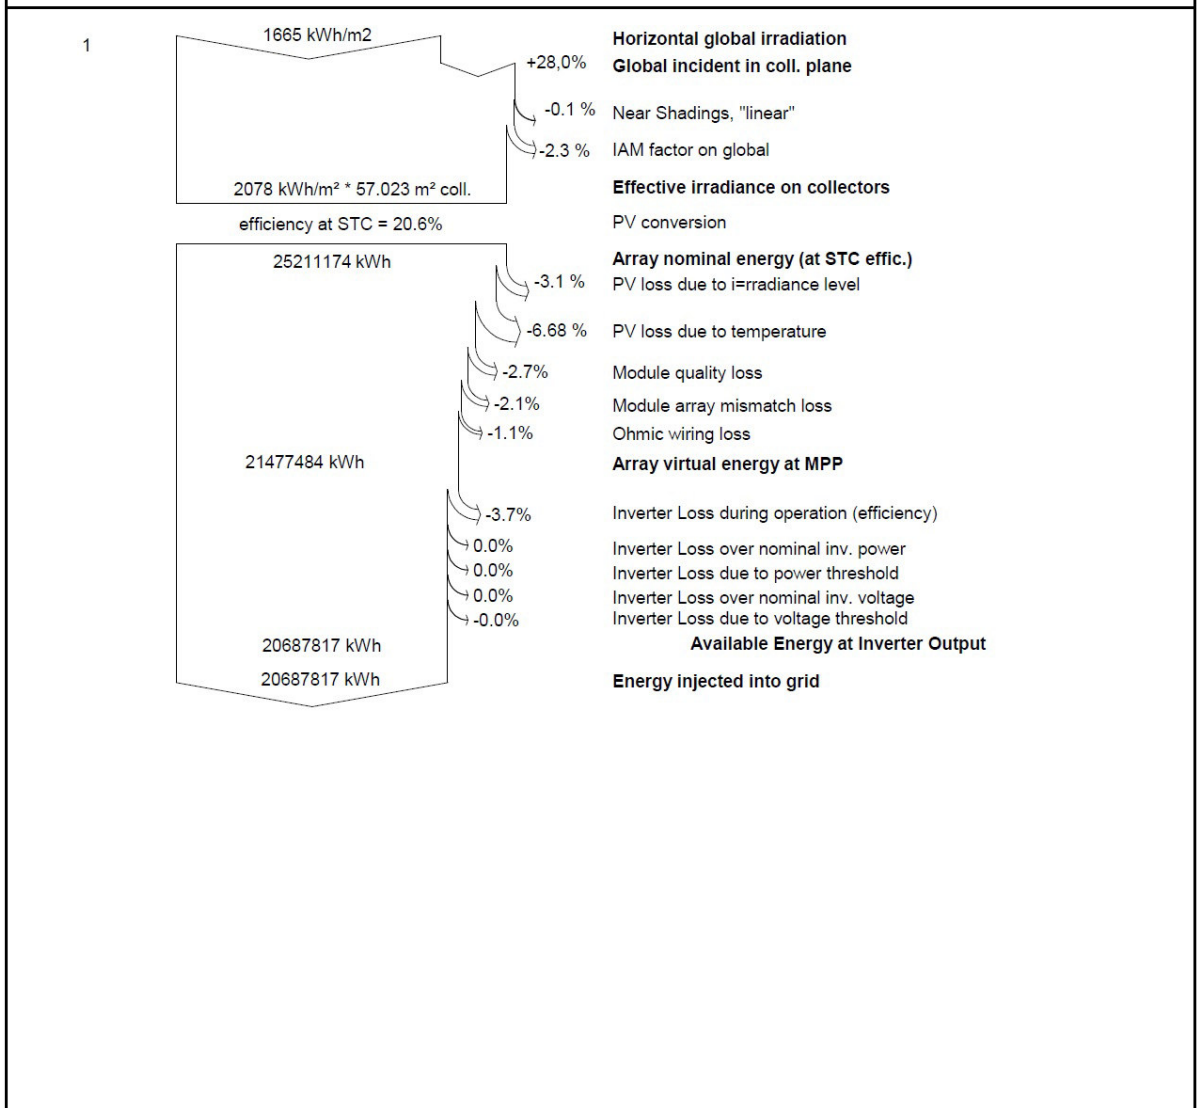 1
1665 kWh/m2
Horizontal global irradiation
+28,0%
Global incident in coll. plane
-0.1 %
Near Shadings, "linear"
-2.3 %
IAM factor on global
2078 kWh/m² * 57.023 m² coll.
Effective irradiance on collectors
efficiency at STC = 20.6%
PV conversion
25211174 kWh
Array nominal energy (at STC effic.)
-3.1 %
PV loss due to i=rradiance level
-6.68 %
PV loss due to temperature
-2.7%
Module quality loss
-2.1%
Module array mismatch loss
-1.1%
Ohmic wiring loss
21477484 kWh
Array virtual energy at MPP
-3.7%
Inverter Loss during operation (efficiency)
0.0%
Inverter Loss over nominal inv. power
0.0%
Inverter Loss due to power threshold
0.0%
Inverter Loss over nominal inv. voltage
-0.0%
Inverter Loss due to voltage threshold
20687817 kWh
Available Energy at Inverter Output
20687817 kWh
Energy injected into grid